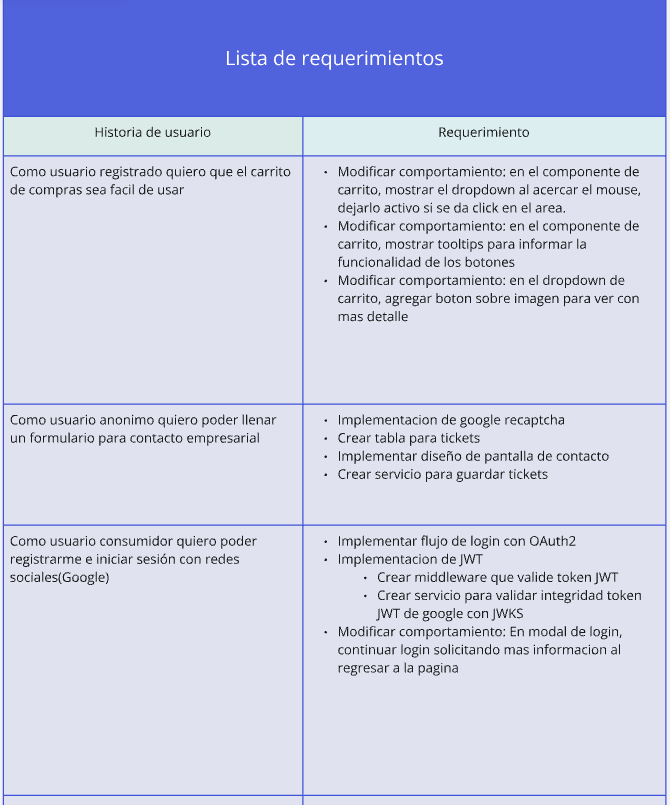 Lista de requerimientos
Historia de usuario
Requerimiento
Como usuario registrado quiero que el carrito
de compras sea facil de usar
• Modificar comportamiento: en el componente de
carrito, mostrar el dropdown al acercar el mouse,
dejarlo activo si se da click en el area.
• Modificar comportamiento: en el componente de
carrito, mostrar tooltips para informar la
funcionalidad de los botones
• Modificar comportamiento: en el dropdown de
carrito, agregar boton sobre imagen para ver con
mas detalle
Como usuario anonimo quiero poder llenar
un formulario para contacto empresarial
• Implementacion de google recaptcha
• Crear tabla para tickets
• Implementar diseño de pantalla de contacto
• Crear servicio para guardar tickets
Como usuario consumidor quiero poder
registrarme e iniciar sesión con redes
sociales(Google)
• Implementar flujo de login con OAuth2
• Implementacion de JWT
• Crear middleware que valide token JWT
• Crear servicio para validar integridad token
JWT de google con JWKS
• Modificar comportamiento: En modal de login,
continuar login solicitando mas informacion al
regresar a la pagina